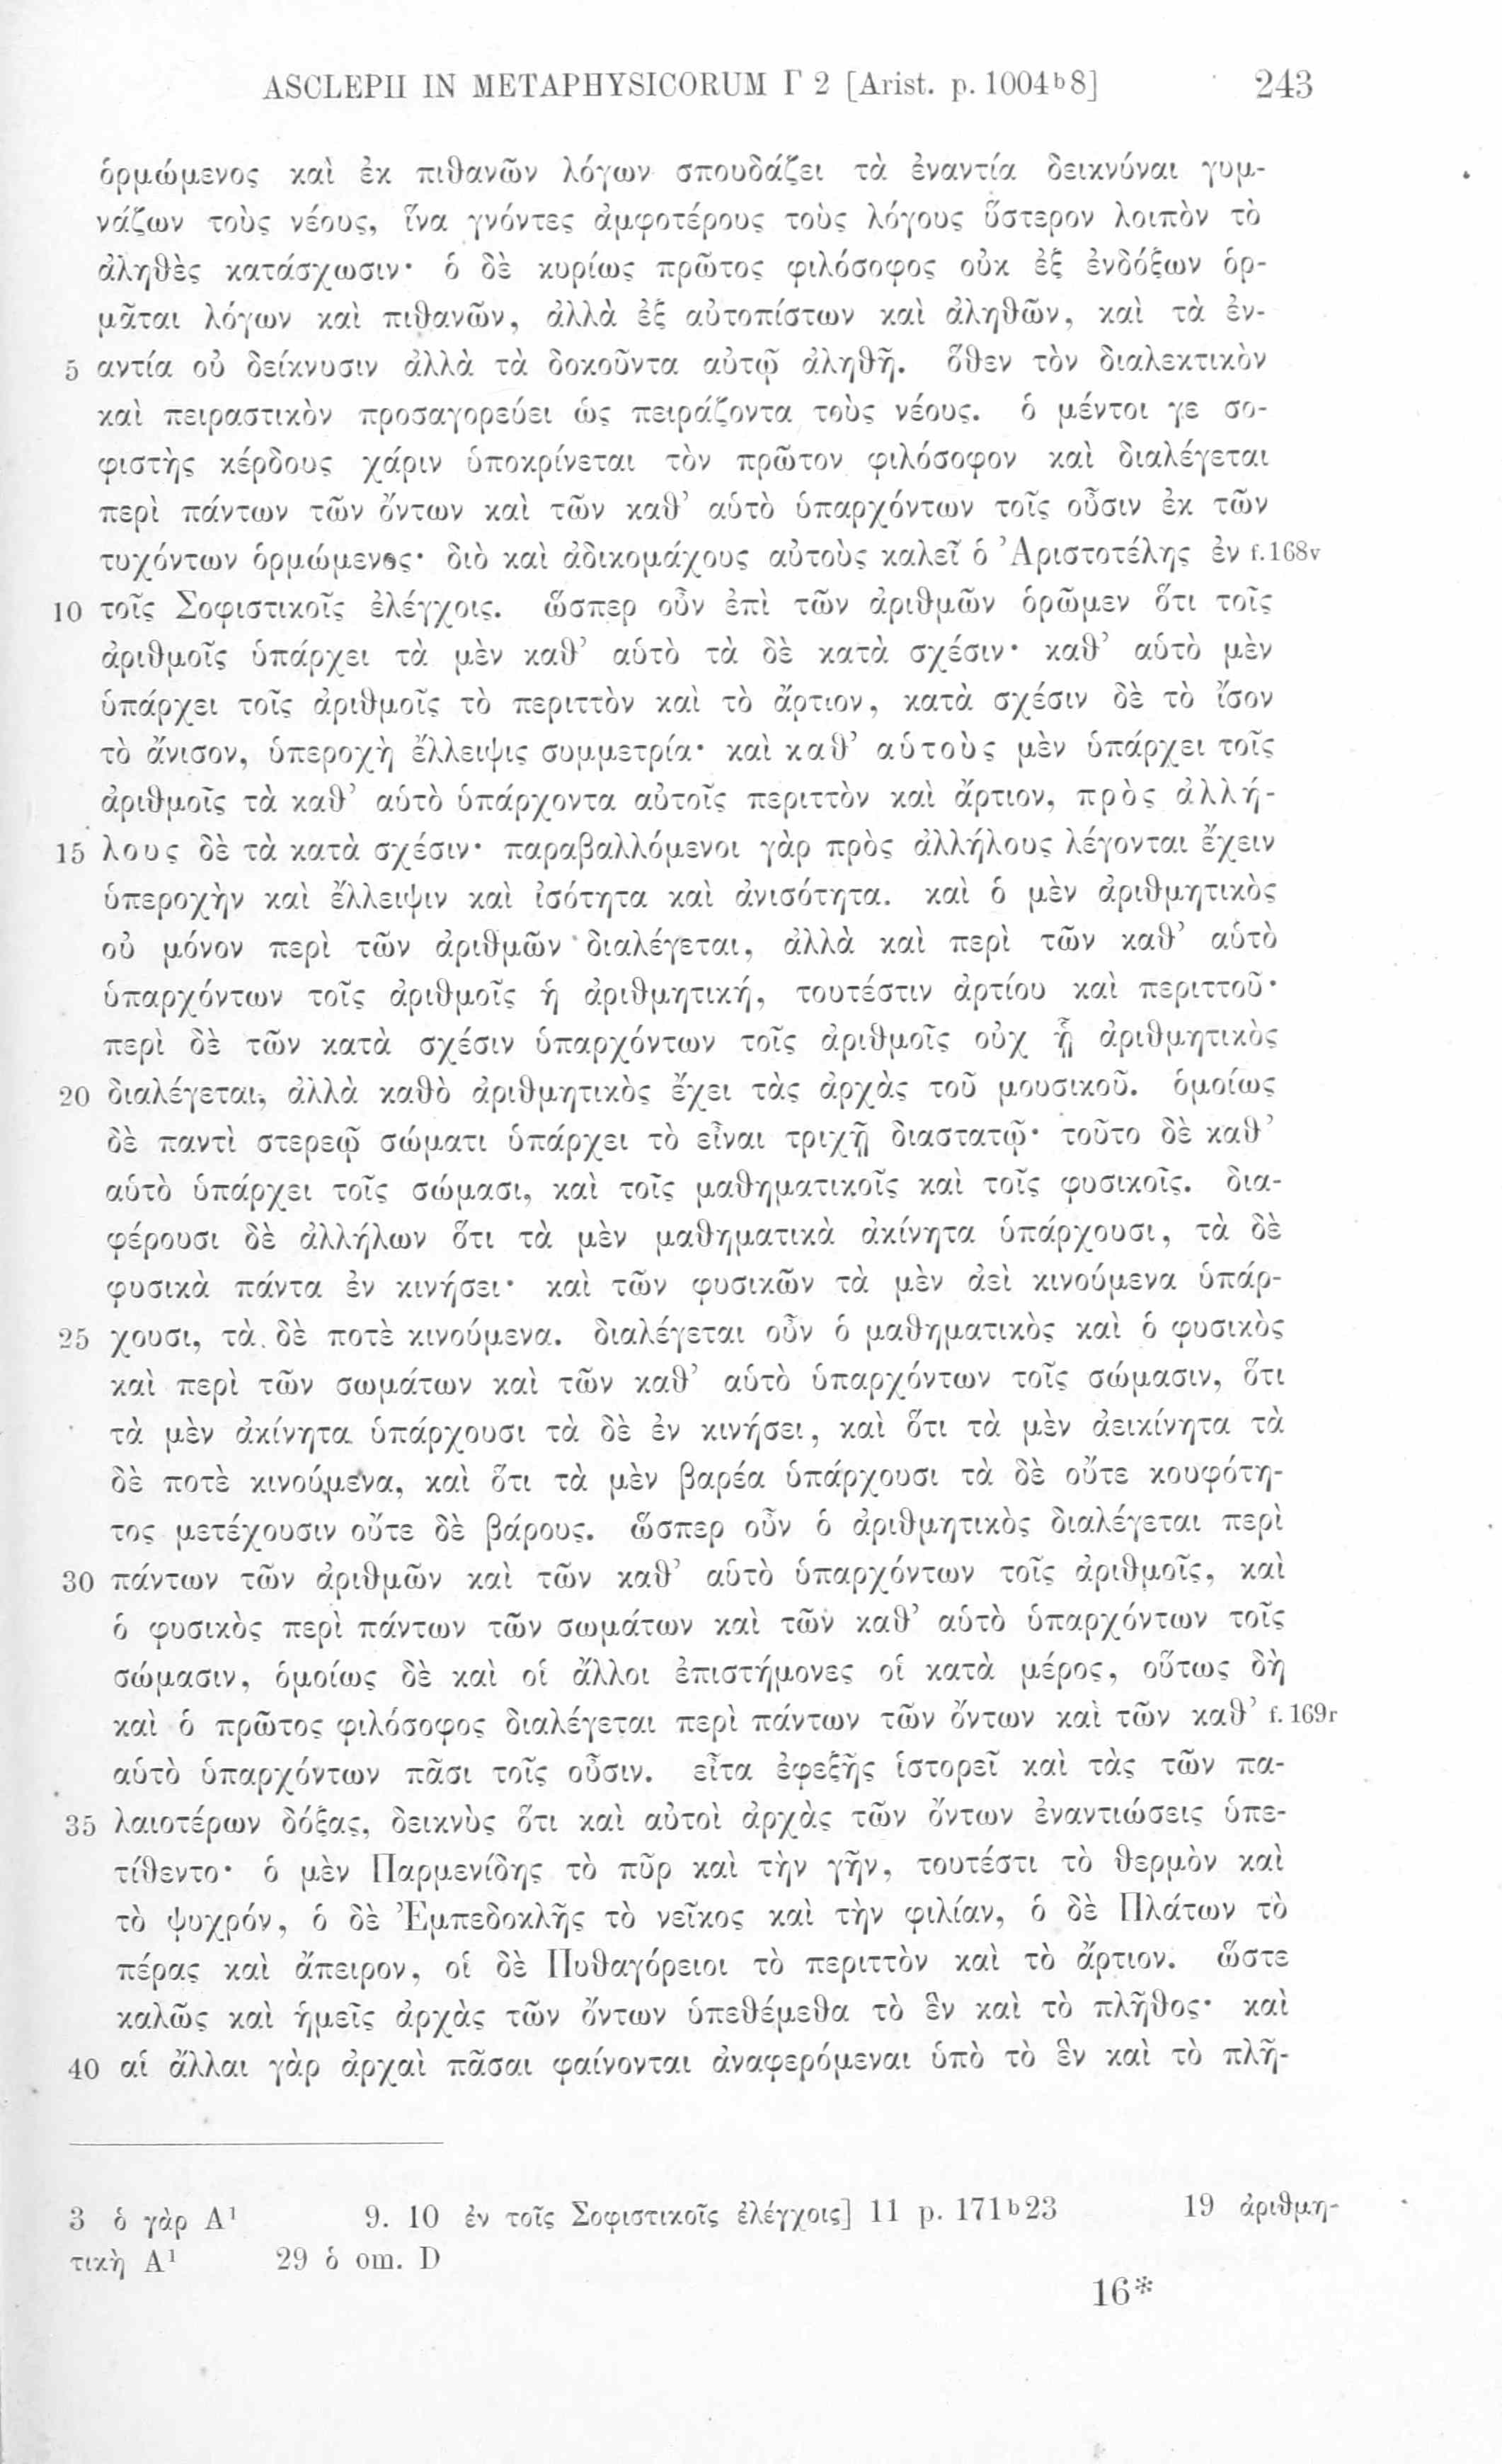 ASCLEPII IN METAPHYSICORUM Γ 2 [Arist. p. 1004b8] 243
ὁρμώμενος καὶ ἐκ πιθανῶν λόγων σπουδάζει τὰ ἐναντία δεικνύναι γυμ-
νάζων τοὺς νέους, ἵνα γνόντες ἀμφοτέρους τοὺς λόγους ὕστερον λοιπὸν τὸ
ἀληθὲς κατάσχωσιν· ὁ δὲ κυρίως πρῶτος φιλόσοφος οὐκ ἐξ ἐνδόξων ὁρ-
μᾶται λόγων καὶ πιθανῶν, ἀλλὰ ἐξ αὐτοπίστων καὶ ἀληθῶν, καὶ τὰ ἐν-
5 αντία οὐ δείκνυσιν ἀλλὰ τὰ δοκοῦντα αὐτῷ ἀληθῆ. ὅθεν τὸν διαλεκτικὸν
καὶ πειραστικὸν προσαγορεύει ὡς πειράζοντα τοὺς νέους. ὁ μέντοι γε σο-
φιστὴς κέρδους χάριν ὑποκρίνεται τὸν πρῶτον φιλόσοφον καὶ διαλέγεται
περὶ πάντων τῶν ὄντων καὶ τῶν καθ’ αὑτὸ ὑπαρχόντων τοῖς οὖσιν ἐκ τῶν
τυχόντων ὁρμώμενος· διὸ καὶ ἀδικομάχους αὐτοὺς καλεῖ ὁ Ἀριστοτέλης ἐν f.168v
10 τοῖς Σοφιστικοῖς ἐλέγχοις. ὥσπερ οὖν ἐπὶ τῶν ἀριθμῶν ὁρῶμεν ὅτι τοῖς
ἀριθμοῖς ὑπάρχει τὰ μὲν καθ’ αὑτὸ τὰ δὲ κατὰ σχέσιν· καθ’ αὑτὸ μὲν
ὑπάρχει τοῖς ἀριθμοῖς τὸ περιττὸν καὶ τὸ ἄρτιον, κατὰ σχέσιν δὲ τὸ ἴσον
τὸ ἄνισον, ὑπεροχὴ ἔλλειψις συμμετρία· καὶ καθ’ αὑτοὺς μὲν ὑπάρχει τοῖς
ἀριθμοῖς τὰ καθ’ αὑτὸ ὑπάρχοντα αὐτοῖς περιττὸν καὶ ἄρτιον, πρὸς ἀλλή-
15 λους δὲ τὰ κατὰ σχέσιν· παραβαλλόμενοι γὰρ πρὸς ἀλλήλους λέγονται ἔχειν
ὑπεροχὴν καὶ ἔλλειψιν καὶ ἰσότητα καὶ ἀνισότητα. καὶ ὁ μὲν ἀριθμητικὸς
οὐ μόνον περὶ τῶν ἀριθμῶν διαλέγεται, ἀλλὰ καὶ περὶ τῶν καθ’ αὑτὸ
ὑπαρχόντων τοῖς ἀριθμοῖς ἡ ἀριθμητική, τουτέστιν ἀρτίου καὶ περιττοῦ·
περὶ δὲ τῶν κατὰ σχέσιν ὑπαρχόντων τοῖς ἀριθμοῖς οὐχ ᾗ ἀριθμητικὸς
20 διαλέγεται, ἀλλὰ καθὸ ἀριθμητικὸς ἔχει τὰς ἀρχὰς τοῦ μουσικοῦ. ὁμοίως
δὲ παντὶ στερεῷ σώματι ὑπάρχει τὸ εἶναι τριχῇ διαστατῷ· τοῦτο δὲ καθ’
αὑτὸ ὑπάρχει τοῖς σώμασι, καὶ τοῖς μαθηματικοῖς καὶ τοῖς φυσικοῖς. δια-
φέρουσι δὲ ἀλλήλων ὅτι τὰ μὲν μαθηματικὰ ἀκίνητα ὑπάρχουσι, τὰ δὲ
φυσικὰ πάντα ἐν κινήσει· καὶ τῶν φυσικῶν τὰ μὲν ἀεὶ κινούμενα ὑπάρ-
25 χουσι, τὰ δὲ ποτὲ κινούμενα. διαλέγεται οὖν ὁ μαθηματικὸς καὶ ὁ φυσικὸς
καὶ περὶ τῶν σωμάτων καὶ τῶν καθ’ αὑτὸ ὑπαρχόντων τοῖς σώμασιν, ὅτι
τὰ μὲν ἀκίνητα ὑπάρχουσι τὰ δὲ ἐν κινήσει, καὶ ὅτι τὰ μὲν ἀεικίνητα τὰ
δὲ ποτὲ κινούμενα, καὶ ὅτι τὰ μὲν βαρέα ὑπάρχουσι τὰ δὲ οὔτε κουφότη-
τος μετέχουσιν οὔτε δὲ βάρους. ὥσπερ οὖν ὁ ἀριθμητικὸς διαλέγεται περὶ
30 πάντων τῶν ἀριθμῶν καὶ τῶν καθ’ αὑτὸ ὑπαρχόντων τοῖς ἀριθμοῖς, καὶ
ὁ φυσικὸς περὶ πάντων τῶν σωμάτων καὶ τῶν καθ’ αὑτὸ ὑπαρχόντων τοῖς
σώμασιν, ὁμοίως δὲ καὶ οἱ ἄλλοι ἐπιστήμονες οἱ κατὰ μέρος, οὕτως δὴ
καὶ ὁ πρῶτος φιλόσοφος διαλέγεται περὶ πάντων τῶν ὄντων καὶ τῶν καθ’ f.169r
αὑτὸ ὑπαρχόντων πᾶσι τοῖς οὖσιν. εἶτα ἐφεξῆς ἱστορεῖ καὶ τὰς τῶν πα-
35 λαιοτέρων δόξας, δεικνὺς ὅτι καὶ αὐτοὶ ἀρχὰς τῶν ὄντων ἐναντιώσεις ὑπε-
τίθεντο· ὁ μὲν Παρμενίδης τὸ πῦρ καὶ τὴν γῆν, τουτέστι τὸ θερμὸν καὶ
τὸ ψυχρόν, ὁ δὲ Ἐμπεδοκλῆς τὸ νεῖκος καὶ τὴν φιλίαν, ὁ δὲ Πλάτων τὸ
πέρας καὶ ἄπειρον, οἱ δὲ Πυθαγόρειοι τὸ περιττὸν καὶ τὸ ἄρτιον. ὥστε
καλῶς καὶ ἡμεῖς ἀρχὰς τῶν ὄντων ὑπεθέμεθα τὸ ἓν καὶ τὸ πλῆθος· καὶ
40 αἱ ἄλλαι γὰρ ἀρχαὶ πᾶσαι φαίνονται ἀναφερόμεναι ὑπὸ τὸ ἓν καὶ τὸ πλῆ-
3 ὁ γὰρ A¹ 9. 10 ἐν τοῖς Σοφιστικοῖς ἐλέγχοις] 11 p. 171b23 19 ἀριθμη-
τικὴ A¹ 29 ὁ om. D
16*